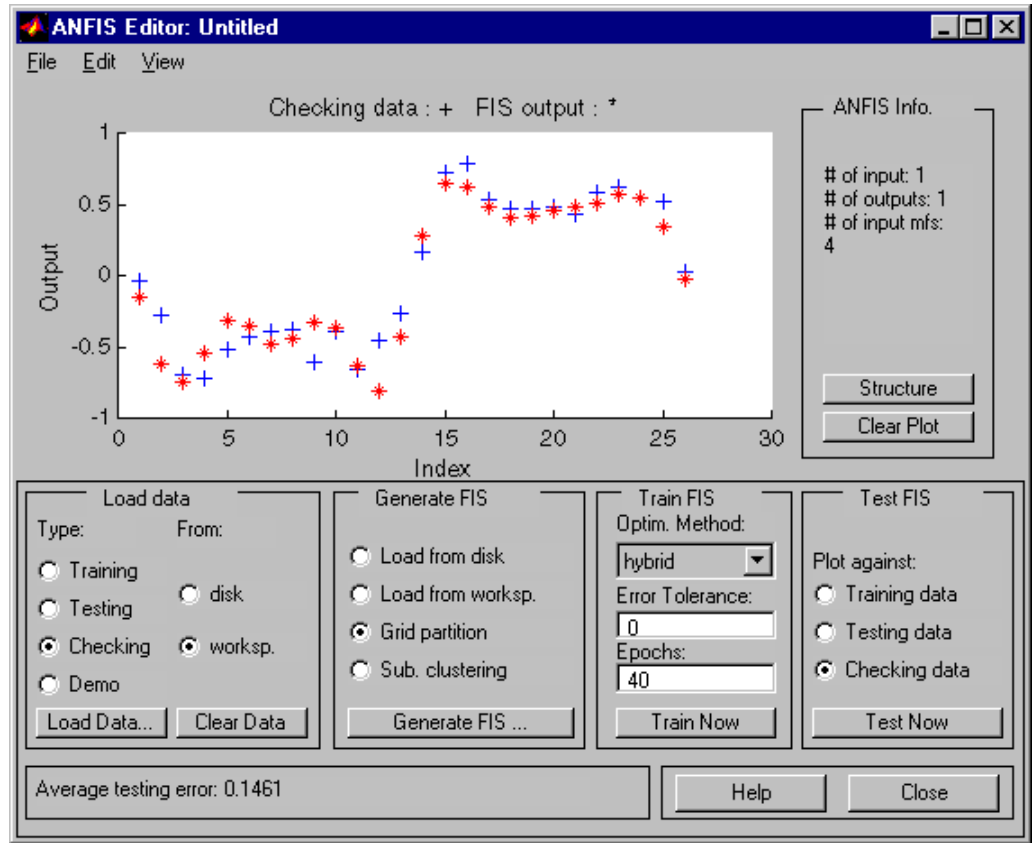 ANFIS Editor: Untitled
File Edit View
Checking data : + FIS output : *
1
0.5
0
-0.5
-1
Output
0 5 10 15 20 25 30
Index
ANFIS Info.
# of input: 1
# of outputs: 1
# of input mfs:
4
Structure
Clear Plot
Load data
Type: From:
Training
disk
Testing
Checking worksp.
Demo
Load Data... Clear Data
Generate FIS
Load from disk
Load from worksp.
Grid partition
Sub. clustering
Generate FIS ...
Train FIS
Optim. Method:
hybrid
Error Tolerance:
0
Epochs:
40
Train Now
Test FIS
Plot against:
Training data
Testing data
Checking data
Test Now
Average testing error: 0.1461
Help Close